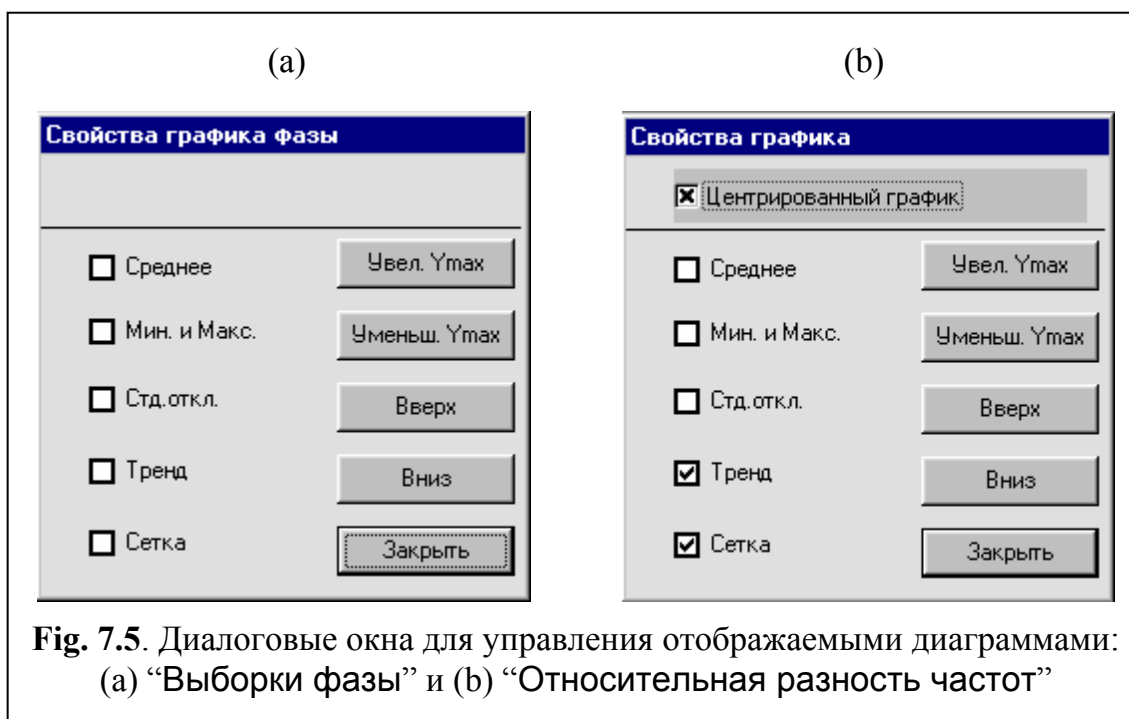 (a)
(b)
Свойства графика фазы
Среднее
Увел. Ymax
Мин. и Макс.
Уменьш. Ymax
Стд.откл.
Вверх
Тренд
Вниз
Сетка
Закрыть
Свойства графика
Центрированный график
Среднее
Увел. Ymax
Мин. и Макс.
Уменьш. Ymax
Стд.откл.
Вверх
Тренд
Вниз
Сетка
Закрыть
Fig. 7.5. Диалоговые окна для управления отображаемыми диаграммами:
(a) “Выборки фазы” и (b) “Относительная разность частот”